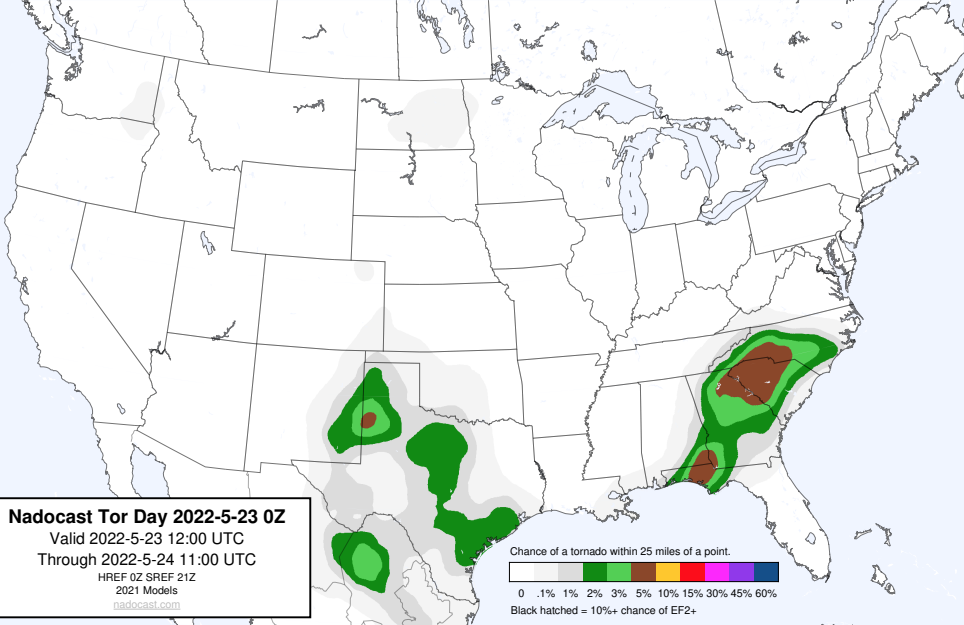 Nadocast Tor Day 2022-5-23 0Z
Valid 2022-5-23 12:00 UTC
Through 2022-5-24 11:00 UTC
HREF 0Z SREF 21Z
2021 Models
nadocast.com
Chance of a tornado within 25 miles of a point.
0 .1% 1% 2% 3% 5% 10% 15% 30% 45% 60%
Black hatched = 10%+ chance of EF2+